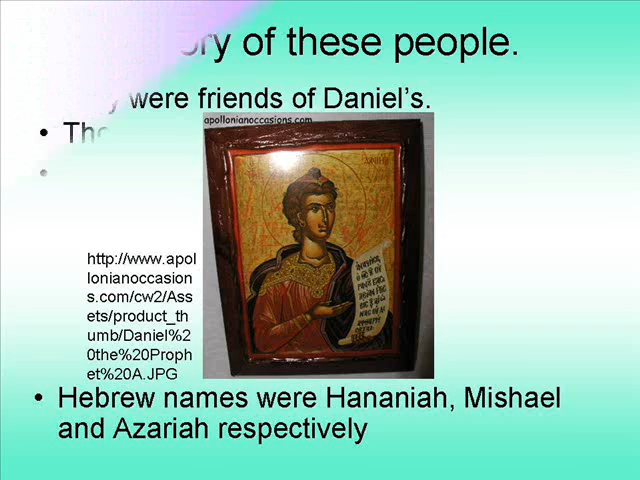 ory of these people.
were friends of Daniel's.
• The
•
apollonianoccasions.com
http://www.apol
lonianoccasion
s.com/cw2/Ass
ets/product_th
umb/Daniel%2
0the%20Proph
et%20A.JPG
• Hebrew names were Hananiah, Mishael
and Azariah respectively